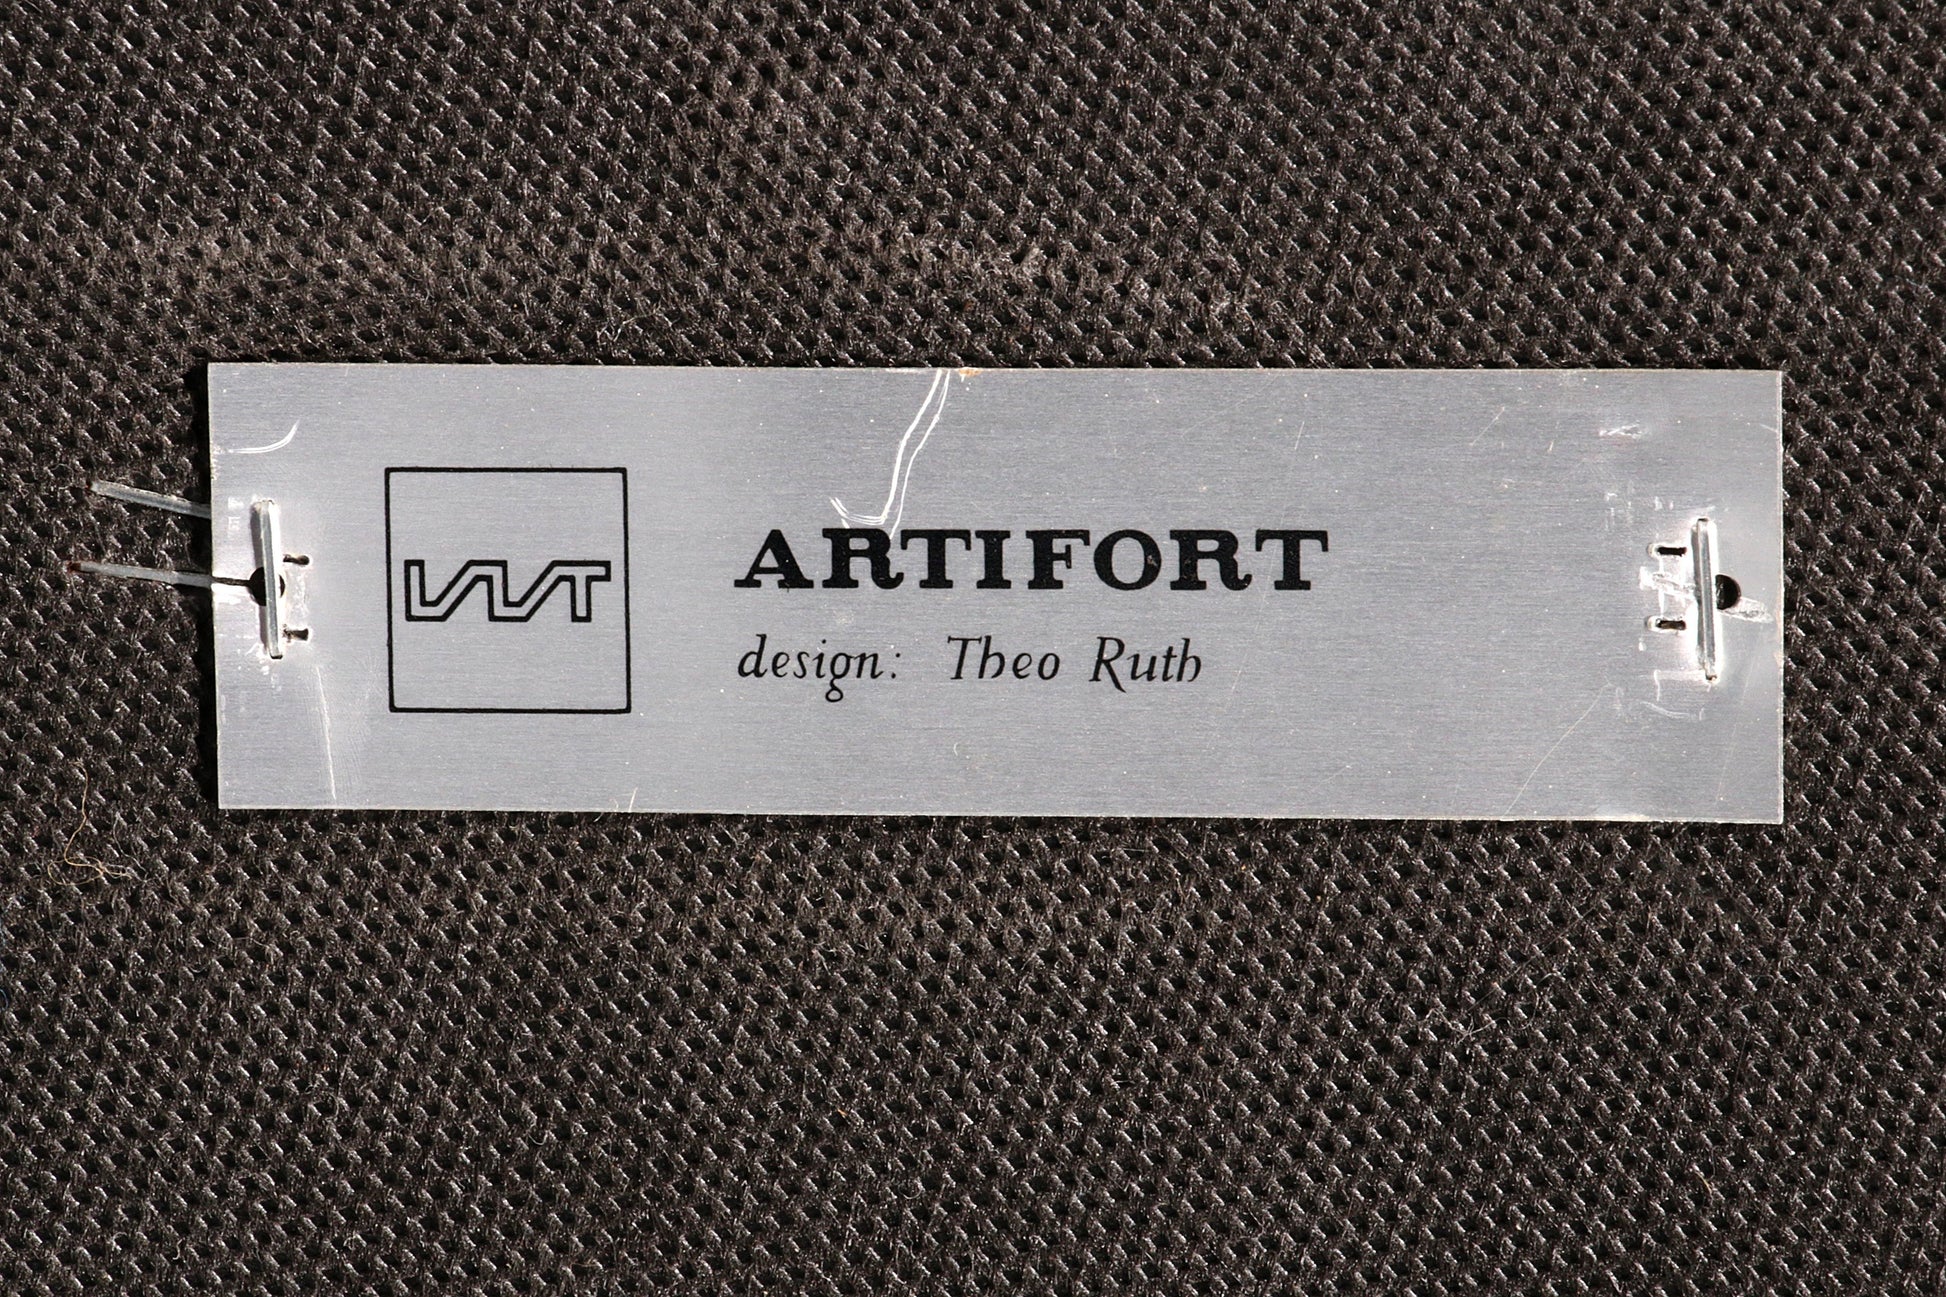 ARTIFORT
design: Theo Ruth